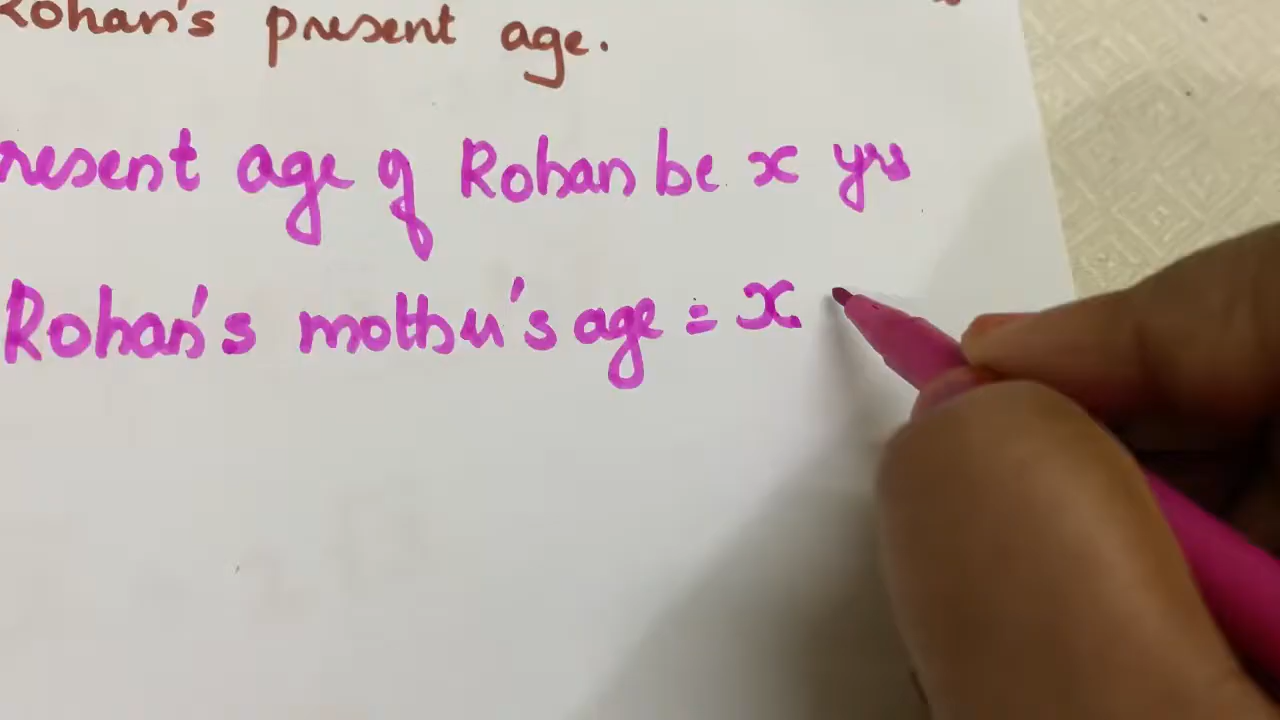 Rohan's present age.
resent age of Rohan be x yrs
Rohan's mother's age = x